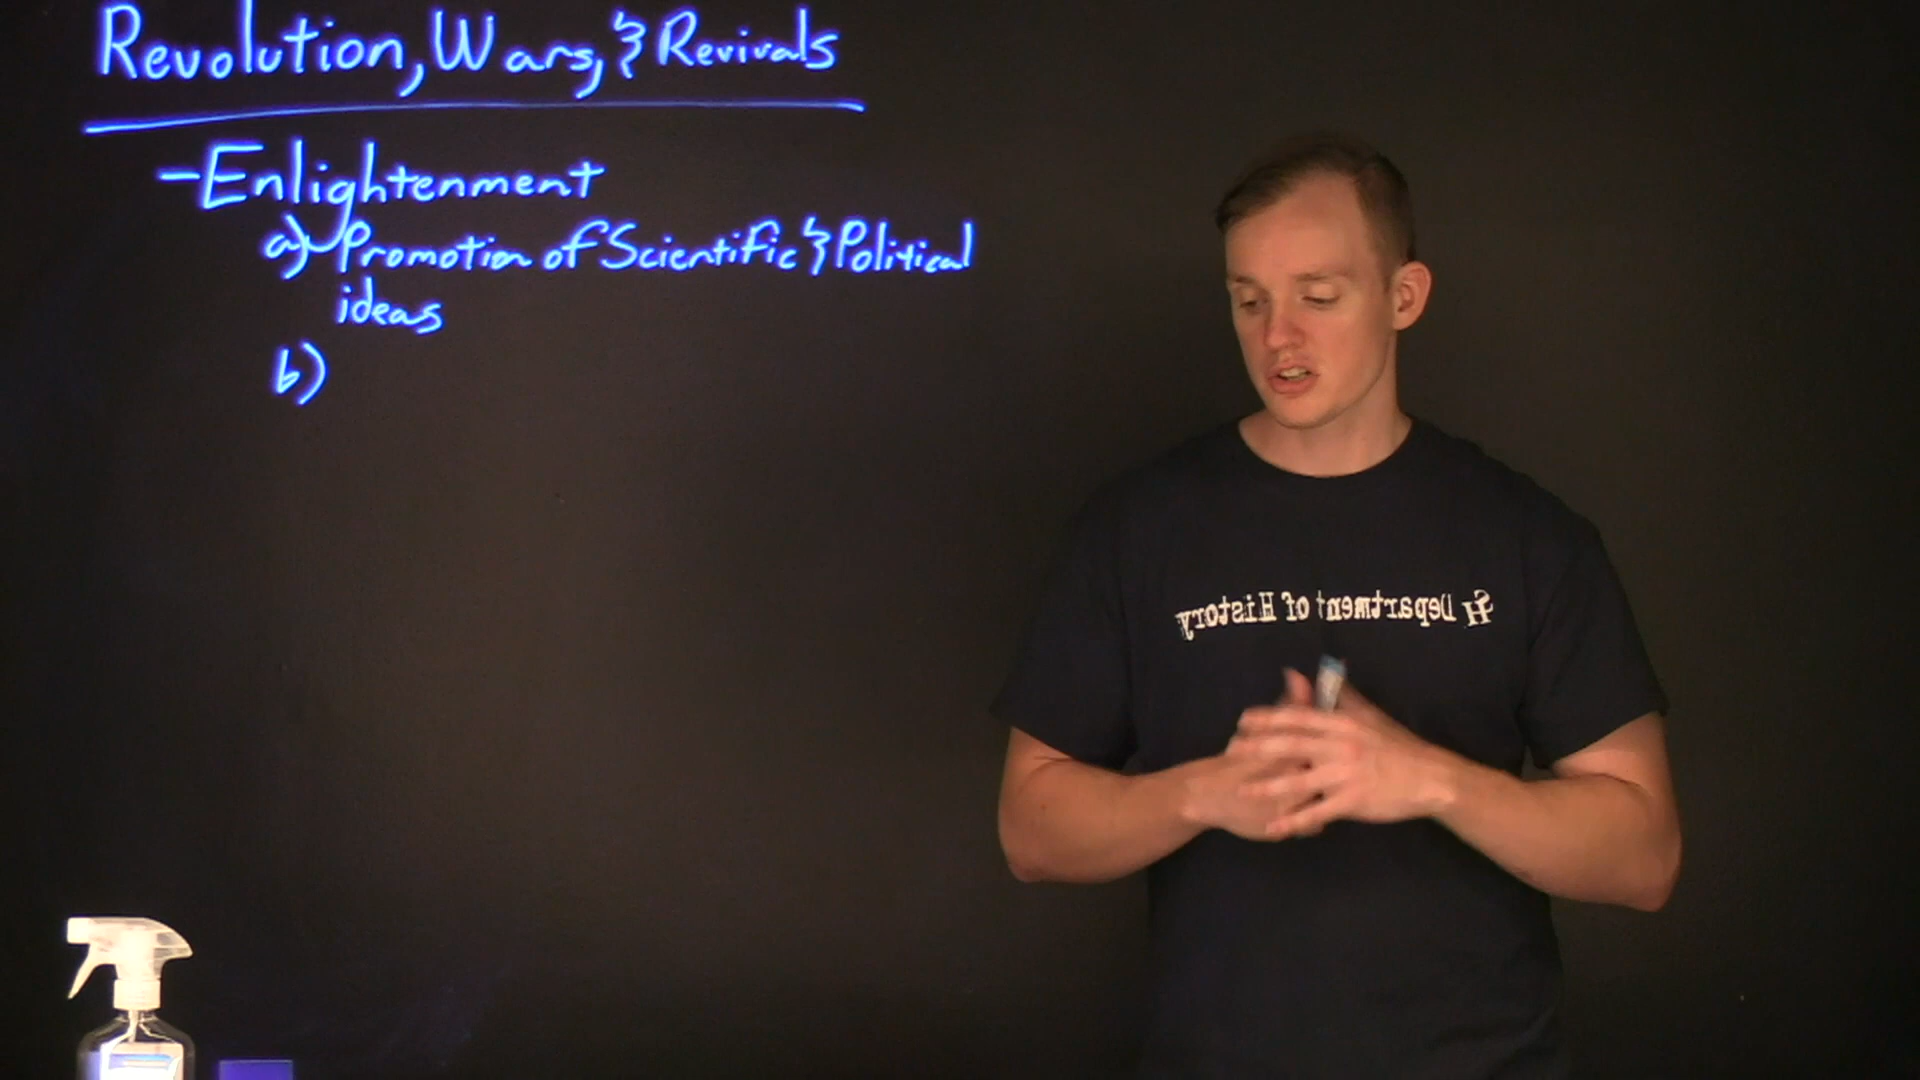 Revolution, Wars, & Revivals
- Enlightenment
a) Promotion of Scientific & Political
ideas
b)
Department of History